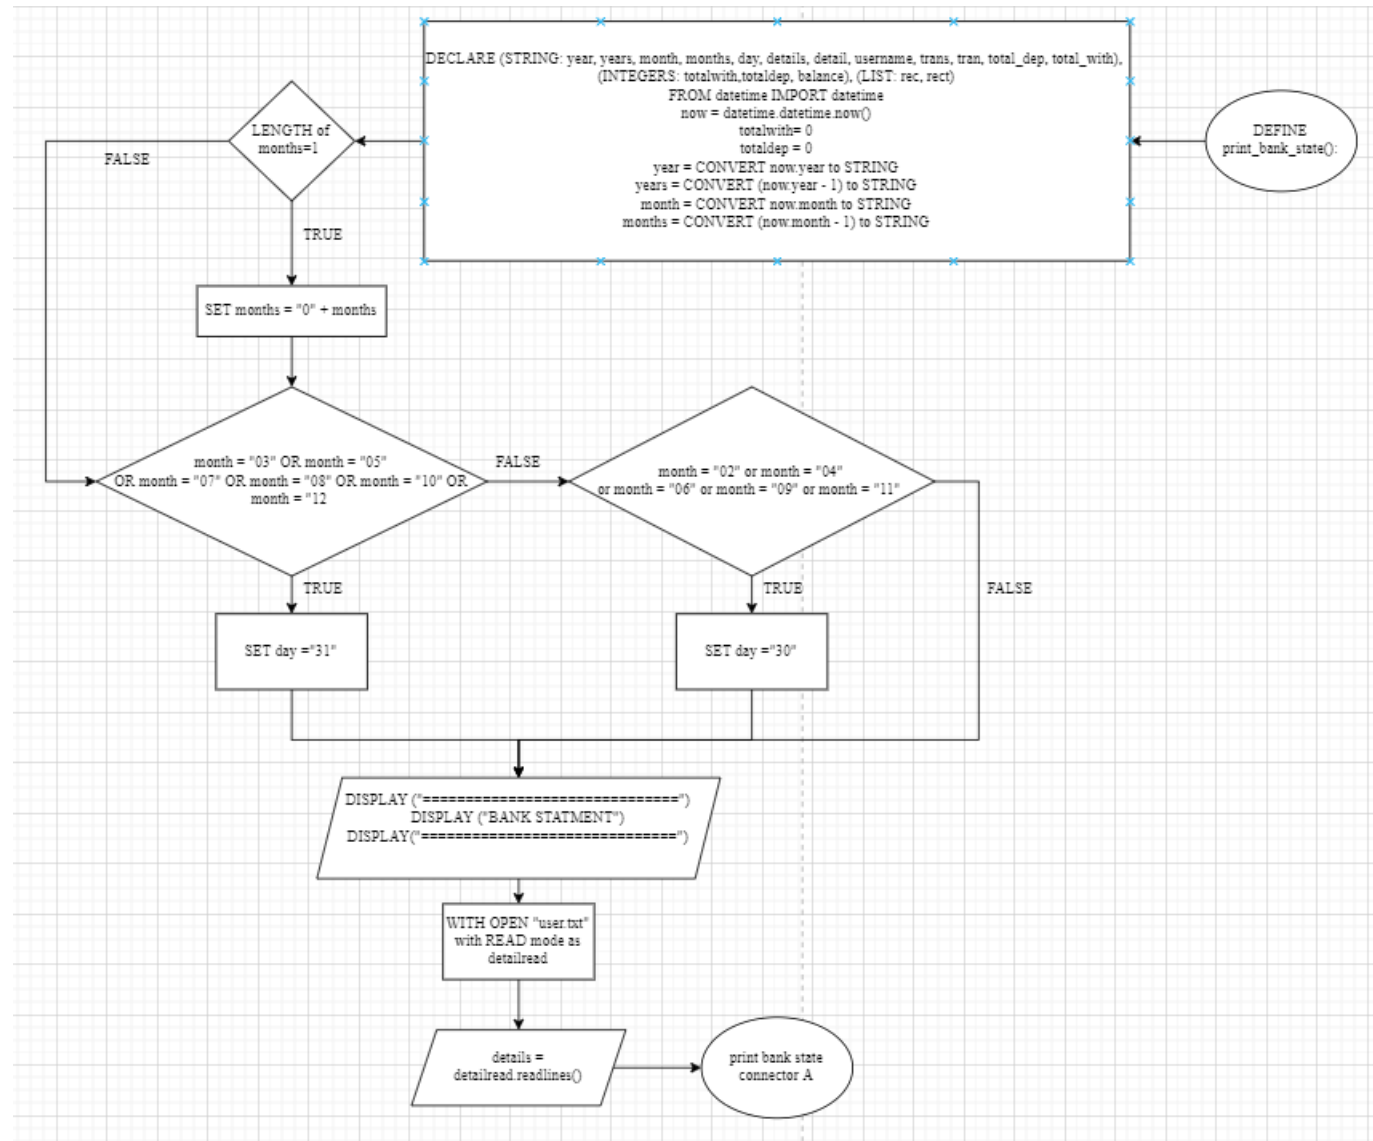 DEFINE
print_bank_state():
DECLARE (STRING: year, years, month, months, day, details, detail, username, trans, tran, total_dep, total_with),
(INTEGERS: totalwith,totaldep, balance), (LIST: rec, rect)
FROM datetime IMPORT datetime
now = datetime.datetime.now()
totalwith= 0
totaldep = 0
year = CONVERT now.year to STRING
years = CONVERT (now.year - 1) to STRING
month = CONVERT now.month to STRING
months = CONVERT (now.month - 1) to STRING
LENGTH of
months=1
FALSE
TRUE
SET months = "0" + months
month = "03" OR month = "05"
OR month = "07" OR month = "08" OR month = "10" OR
month = "12
FALSE
month = "02" or month = "04"
or month = "06" or month = "09" or month = "11"
TRUE
TRUE
FALSE
SET day ="31"
SET day ="30"
DISPLAY ("==============================")
DISPLAY ("BANK STATMENT")
DISPLAY("==============================")
WITH OPEN "user.txt"
with READ mode as
detailread
details =
detailread.readlines()
print bank state
connector A